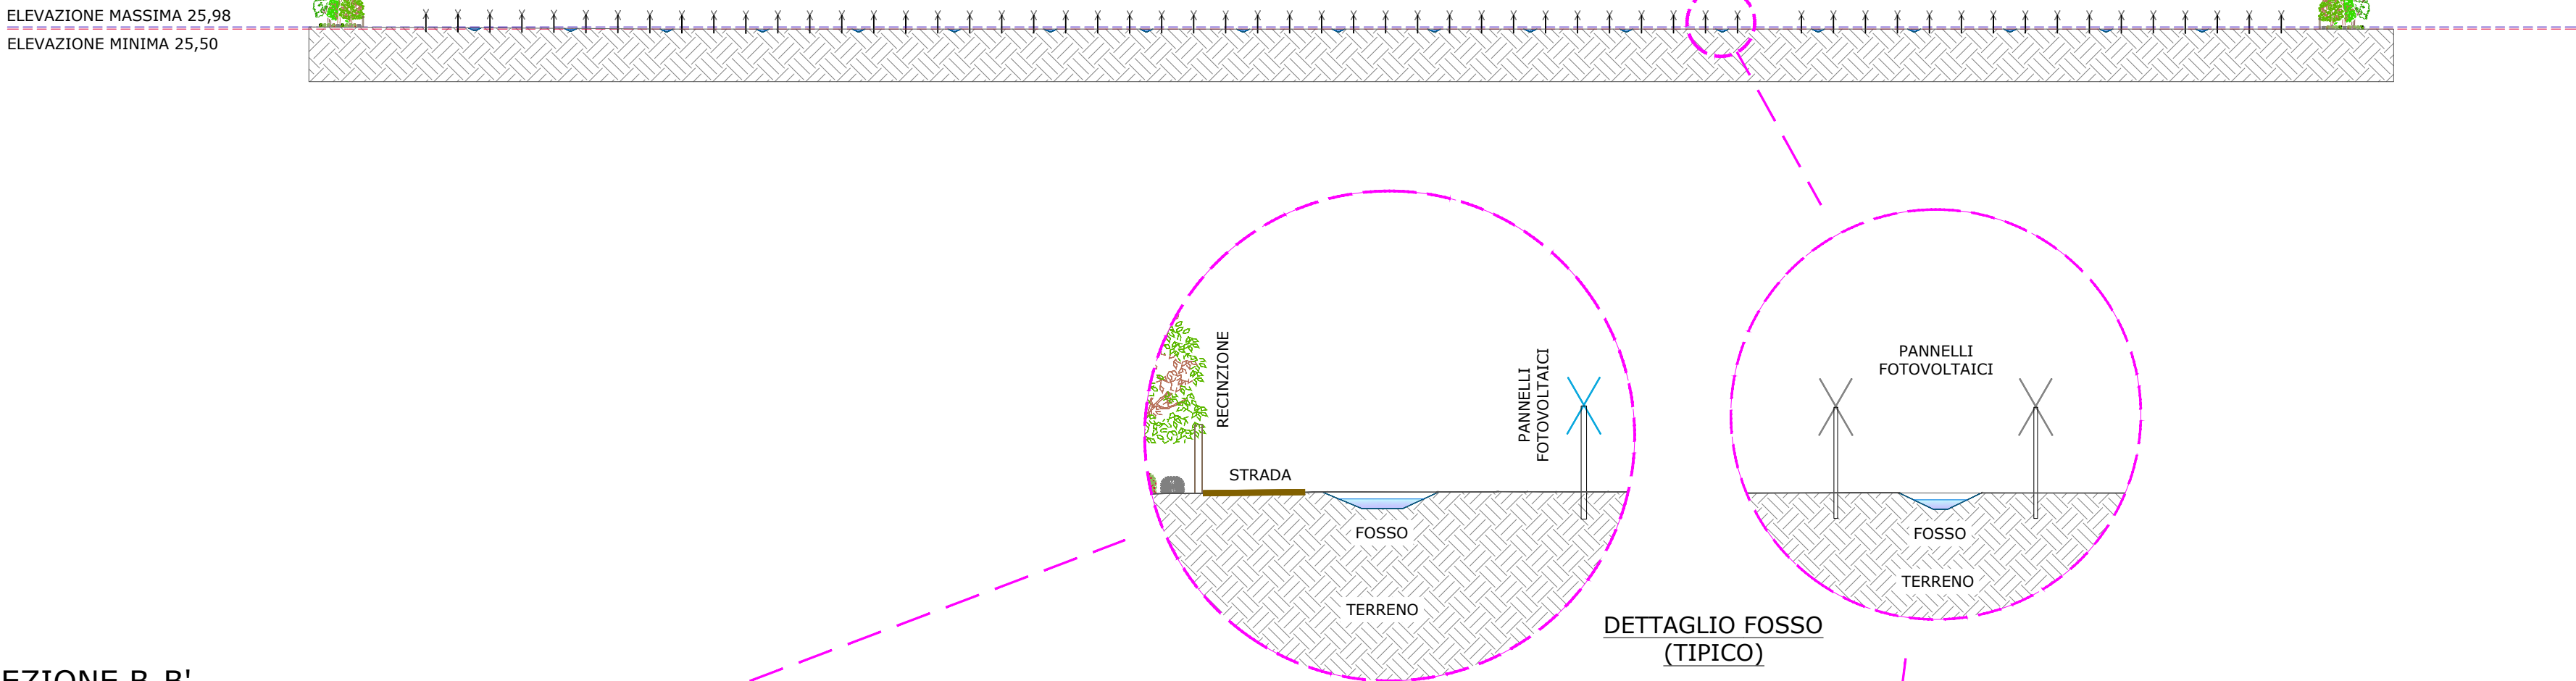 ELEVAZIONE MASSIMA 25,98
ELEVAZIONE MINIMA 25,50
RECINZIONE
STRADA
PANNELLI
FOTOVOLTAICI
FOSSO
TERRENO
PANNELLI
FOTOVOLTAICI
FOSSO
TERRENO
DETTAGLIO FOSSO
(TIPICO)
EZIONE B-B'